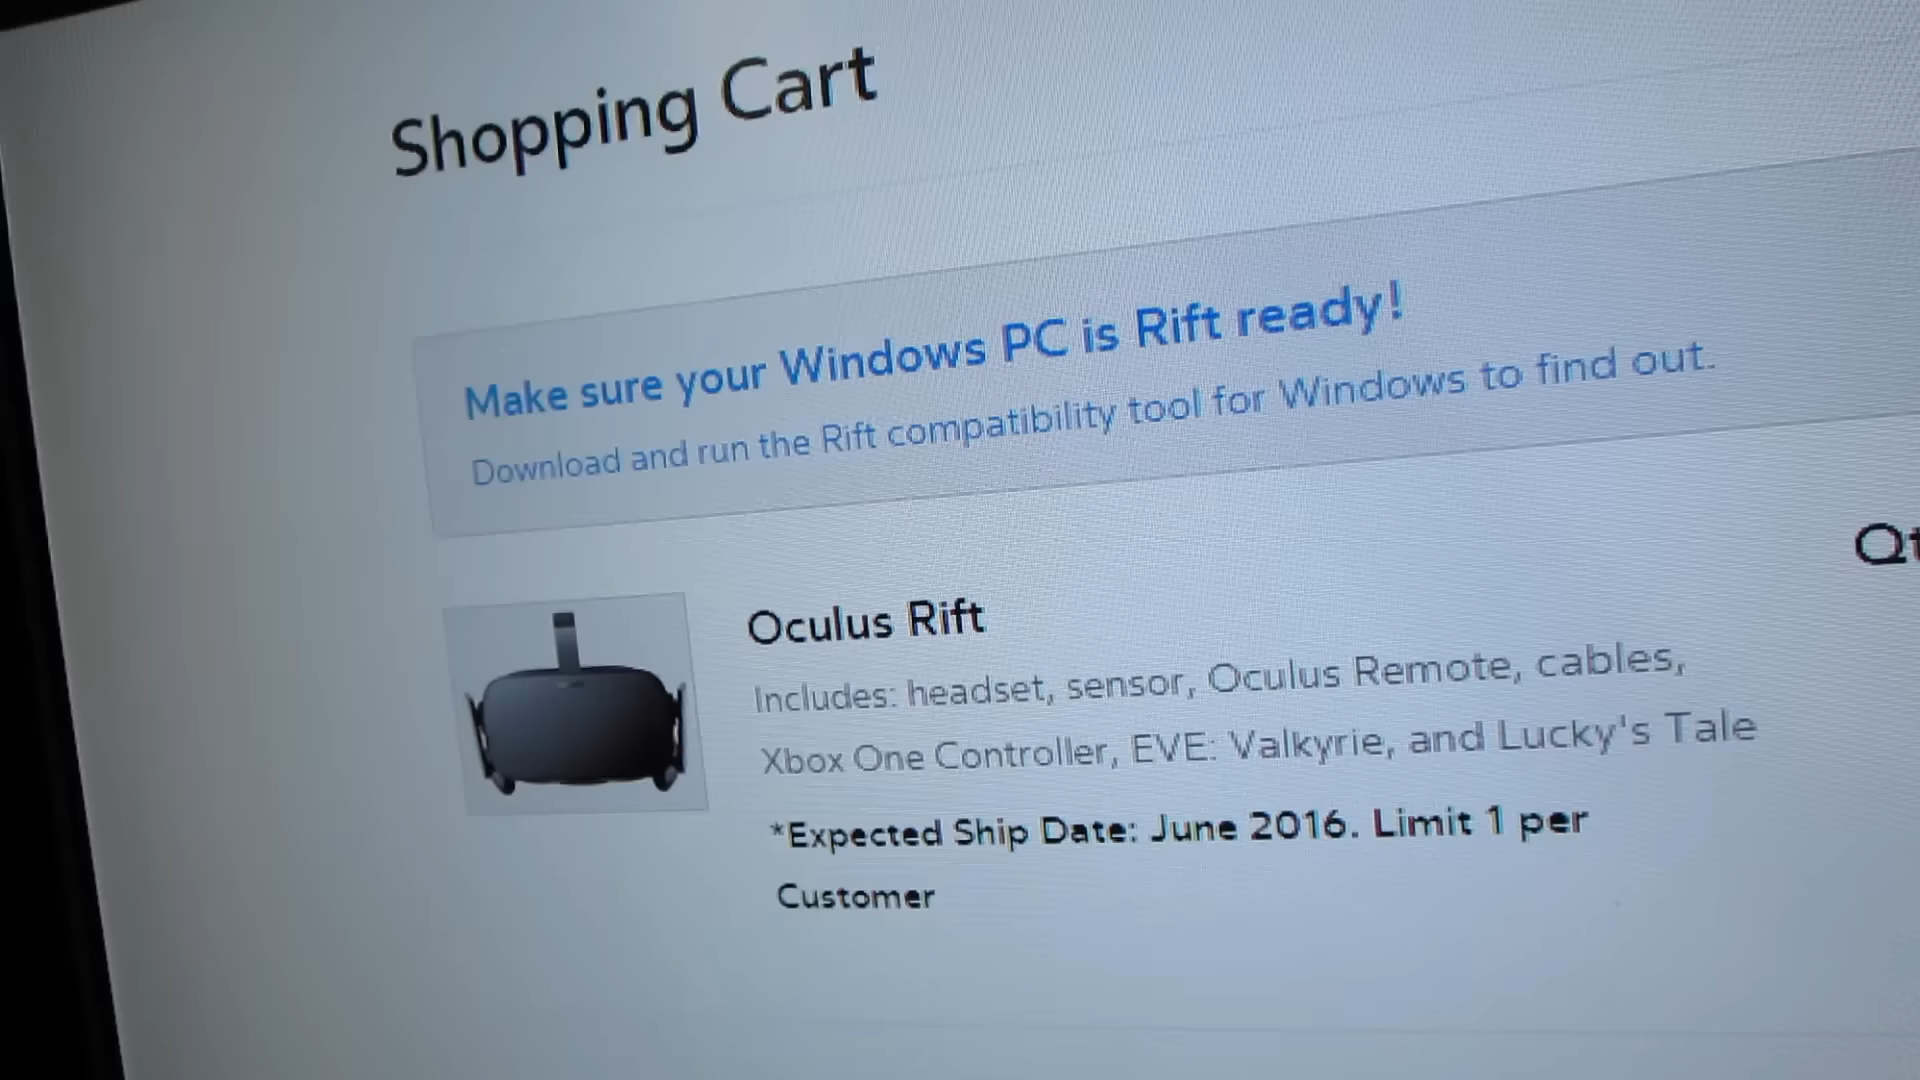 Shopping Cart
Make sure your Windows PC is Rift ready!
Download and run the Rift compatibility tool for Windows to find out.
Oculus Rift
Includes: headset, sensor, Oculus Remote, cables,
Xbox One Controller, EVE: Valkyrie, and Lucky's Tale
*Expected Ship Date: June 2016. Limit 1 per
Customer